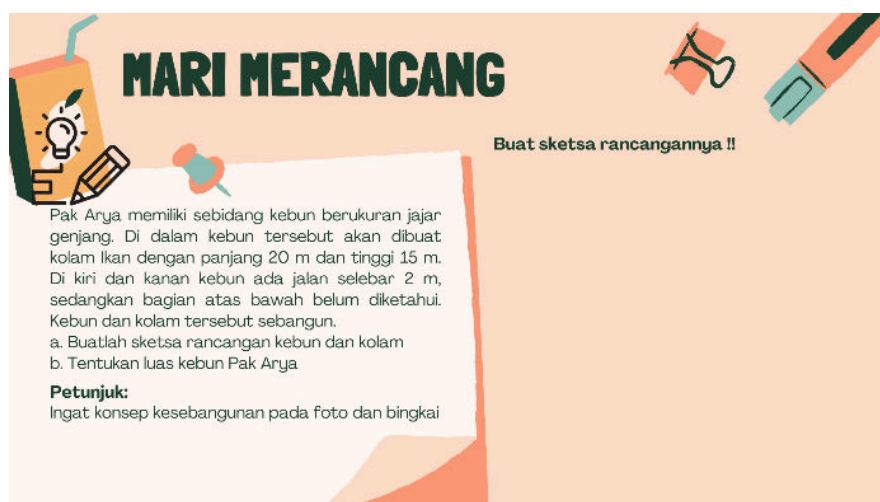 MARI MERANCANG
Buat sketsa rancangannya !!
Pak Arya memiliki sebidang kebun berukuran jajar
genjang. Di dalam kebun tersebut akan dibuat
kolam Ikan dengan panjang 20 m dan tinggi 15 m.
Di kiri dan kanan kebun ada jalan selebar 2 m,
sedangkan bagian atas bawah belum diketahui.
Kebun dan kolam tersebut sebangun.
a. Buatlah sketsa rancangan kebun dan kolam
b. Tentukan luas kebun Pak Arya
Petunjuk:
Ingat konsep kesebangunan pada foto dan bingkai